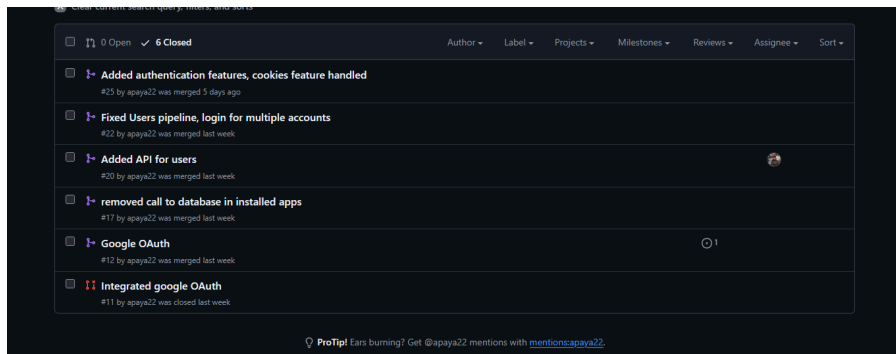 Clear current search query, filters, and sorts
0 Open 6 Closed Author Label Projects Milestones Reviews Assignee Sort
Added authentication features, cookies feature handled
#25 by apaya22 was merged 5 days ago
Fixed Users pipeline, login for multiple accounts
#22 by apaya22 was merged last week
Added API for users
#20 by apaya22 was merged last week
removed call to database in installed apps
#17 by apaya22 was merged last week
Google OAuth
1
#12 by apaya22 was merged last week
Integrated google OAuth
#11 by apaya22 was closed last week
ProTip! Ears burning? Get @apaya22 mentions with mentions:apaya22.